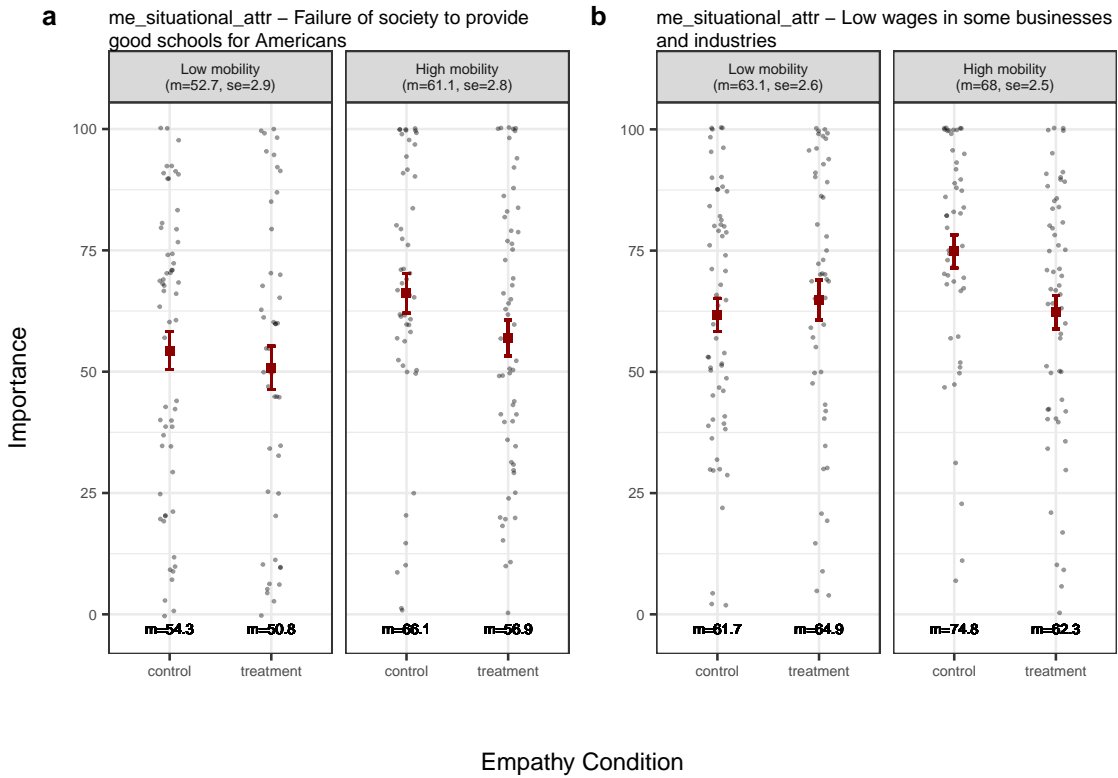 a
me_situational_attr – Failure of society to provide
good schools for Americans
Low mobility
(m=52.7, se=2.9)
High mobility
(m=61.1, se=2.8)
Importance
100
75
50
25
0
m=54.3
m=50.8
m=66.1
m=56.9
control
treatment
control
treatment
b
me_situational_attr – Low wages in some businesses
and industries
Low mobility
(m=63.1, se=2.6)
High mobility
(m=68, se=2.5)
100
75
50
25
0
m=61.7
m=64.9
m=74.8
m=62.3
control
treatment
control
treatment
Empathy Condition